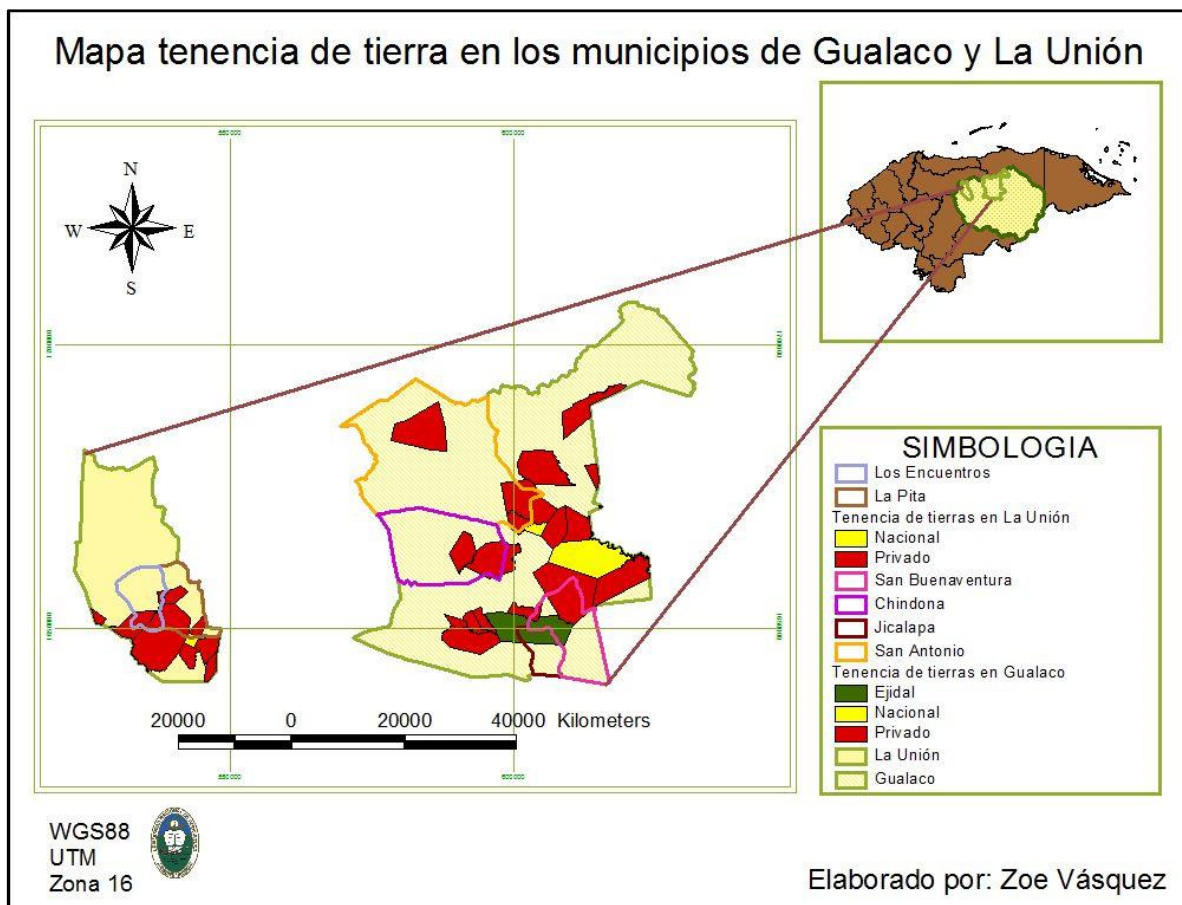 Mapa tenencia de tierra en los municipios de Gualaco y La Unión
N
W
E
S
SIMBOLOGIA
Los Encuentros
La Pita
Tenencia de tierras en La Unión
Nacional
Privado
San Buenaventura
Chindona
Jicalapa
San Antonio
Tenencia de tierras en Gualaco
Ejidal
Nacional
Privado
La Unión
Gualaco
20000 0 20000 40000 Kilometers
WGS88
UTM
Zona 16
Elaborado por: Zoe Vásquez